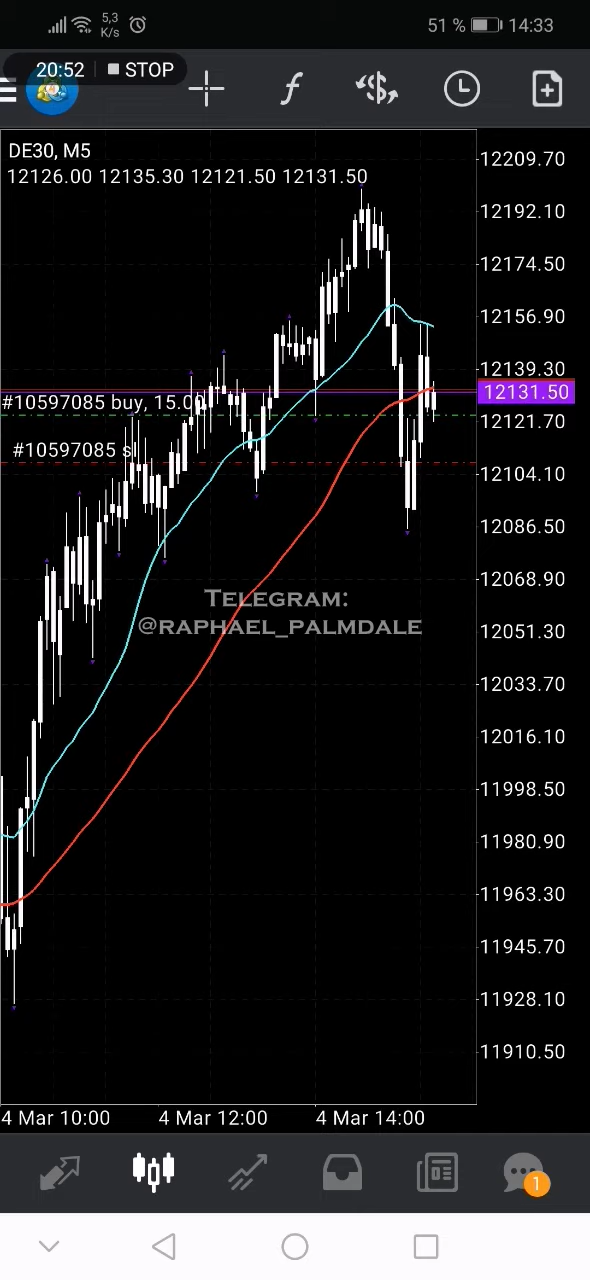 5,3
K/s
51 %
14:33
20:52
STOP
DE30, M5
12126.00 12135.30 12121.50 12131.50
12209.70
12192.10
12174.50
12156.90
12139.30
12131.50
#10597085 buy, 15.00
12121.70
#10597085 sl
12104.10
12086.50
12068.90
TELEGRAM:
@RAPHAEL_PALMDALE
12051.30
12033.70
12016.10
11998.50
11980.90
11963.30
11945.70
11928.10
11910.50
4 Mar 10:00
4 Mar 12:00
4 Mar 14:00
1